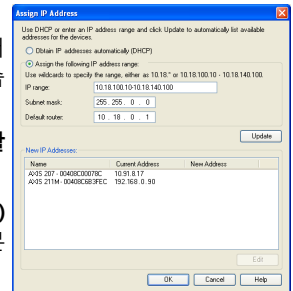 Assign IP Address
Use DHCP or enter an IP address range and click Update to automatically list available
addresses for the devices.
Obtain IP addresses automatically (DHCP)
Assign the following IP address range:
Use wildcards to specify the range, either as 10.18.* or 10.18.100.10 - 10.18.140.100.
IP range:
10.18.100.10-10.18.140.100
Subnet mask:
255.255. 0 . 0
Default router:
10 . 18 . 0 . 1
Update
New IP Addresses:
Name Current Address New Address
AXIS 207 - 00408C00078C 10.91.8.17
AXIS 211M - 00408C6B3FEC 192.168.0.90
Edit
OK Cancel Help